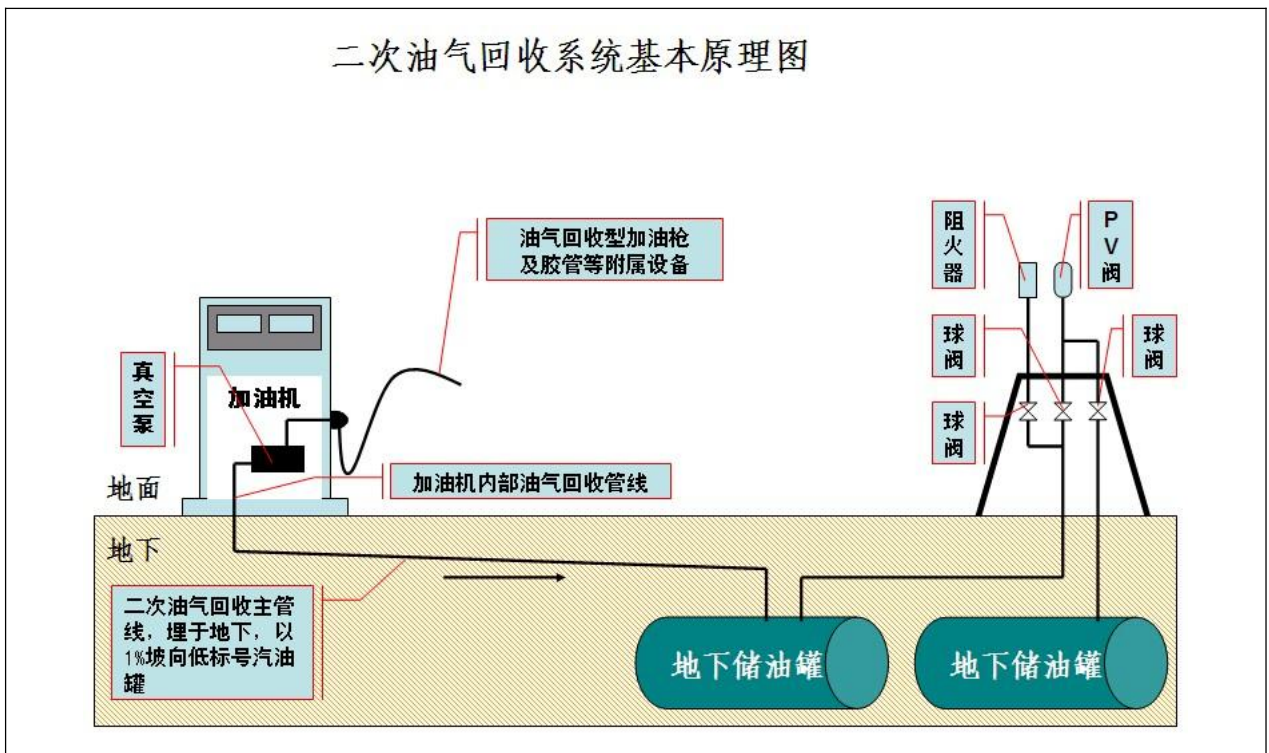 二次油气回收系统基本原理图
油气回收型加油枪
及胶管等附属设备
阻火器
PV阀
球阀
球阀
球阀
真空泵
加油机
加油机内部油气回收管线
地面
地下
二次油气回收主管
线，埋于地下，以
1%坡向低标号汽油
罐
地下储油罐
地下储油罐